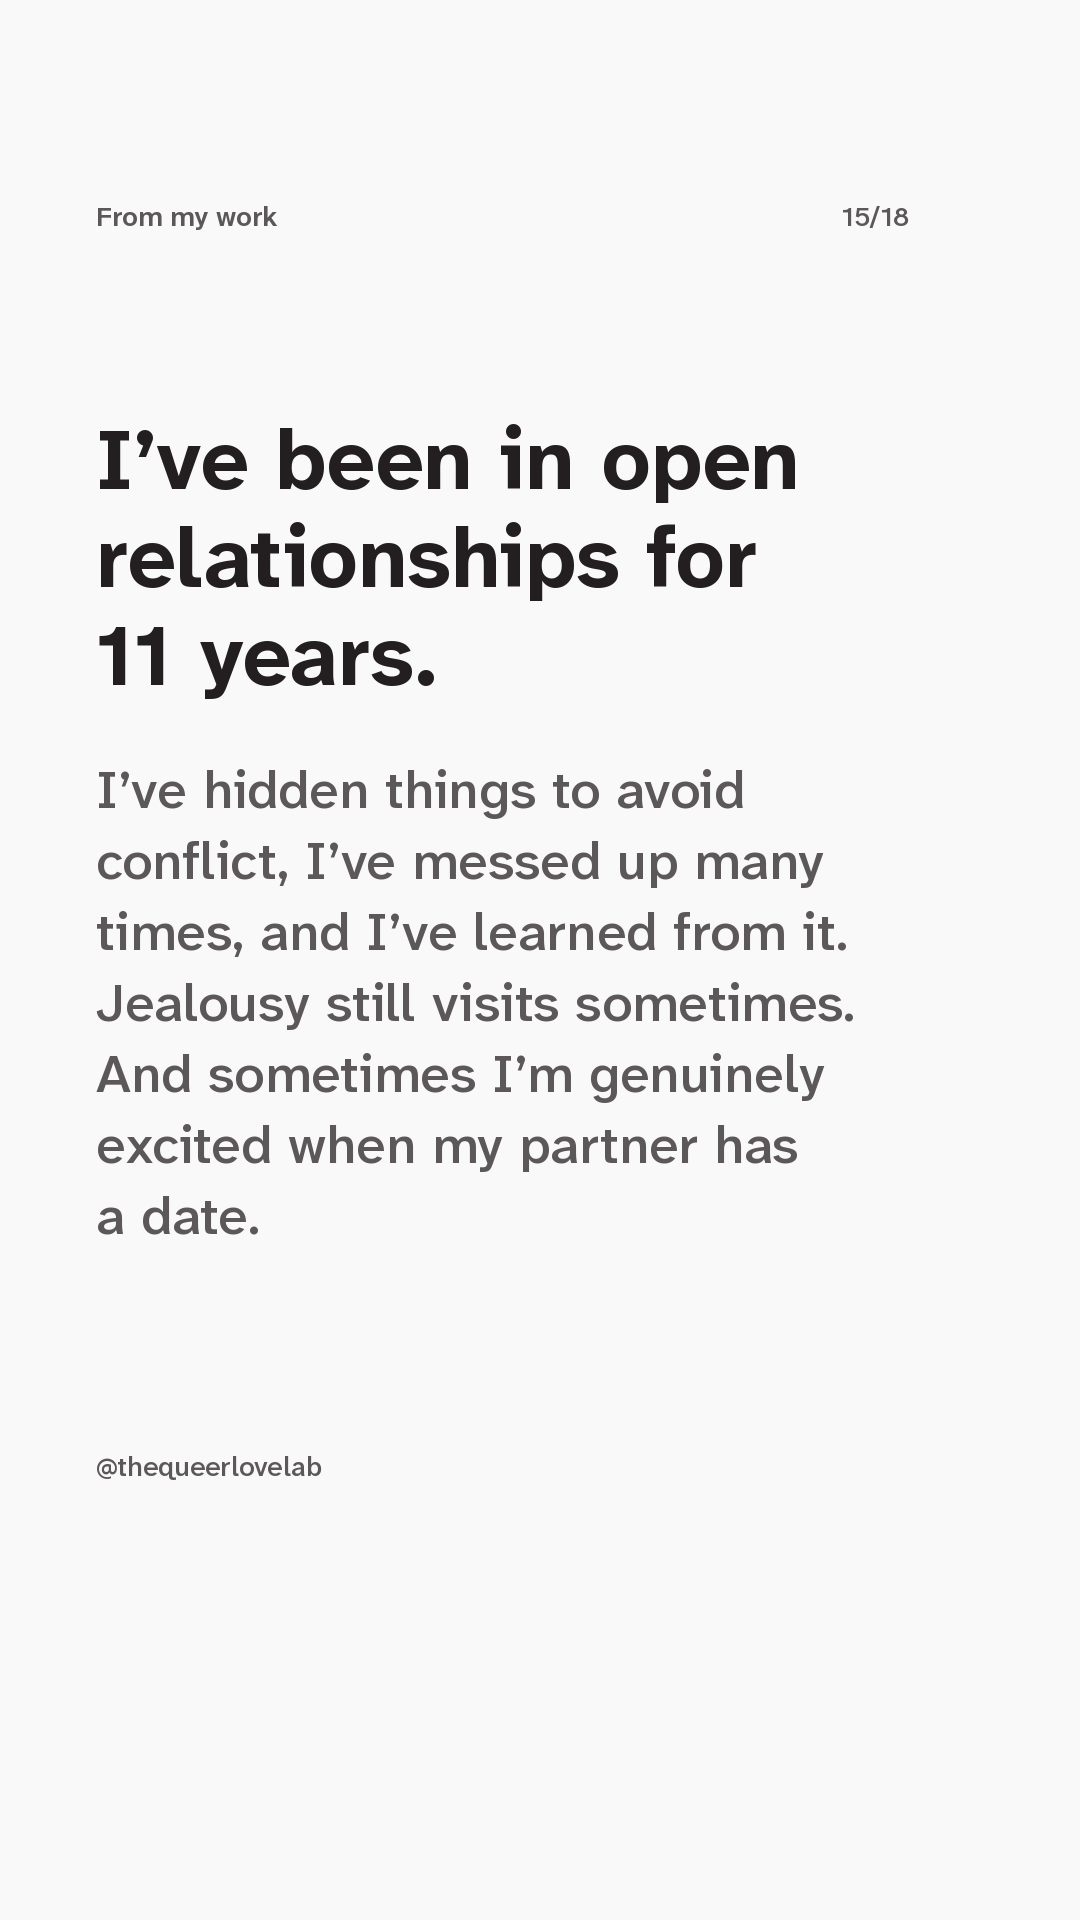 From my work
15/18
I’ve been in open
relationships for
11 years.
I’ve hidden things to avoid
conflict, I’ve messed up many
times, and I’ve learned from it.
Jealousy still visits sometimes.
And sometimes I’m genuinely
excited when my partner has
a date.
@thequeerlovelab